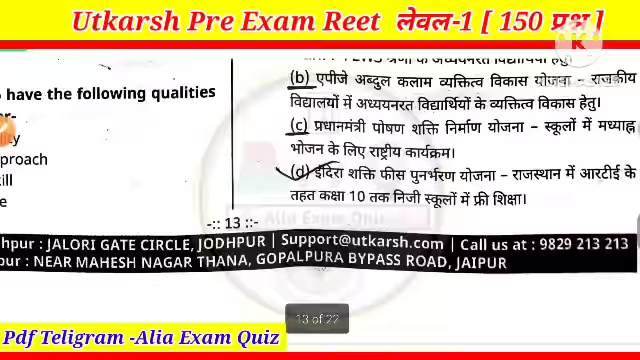 Utkarsh Pre Exam Reet लेवल-1 [ 150 प्रश्न ]
have the following qualities
proach
(b) एपीजे अब्दुल कलाम व्यक्तित्व विकास योजना – राजकीय
विद्यालयों में अध्ययनरत विद्यार्थियों के व्यक्तित्व विकास हेतु।
(c) प्रधानमंत्री पोषण शक्ति निर्माण योजना – स्कूलों में मध्याह्न
भोजन के लिए राष्ट्रीय कार्यक्रम।
(d) इंदिरा शक्ति फीस पुनर्भरण योजना – राजस्थान में आरटीई के
तहत कक्षा 10 तक निजी स्कूलों में फ्री शिक्षा।
-:: 13 ::-
hpur : JALORI GATE CIRCLE, JODHPUR | Support@utkarsh.com | Call us at : 9829 213 213
pur : NEAR MAHESH NAGAR THANA, GOPALPURA BYPASS ROAD, JAIPUR
Alia Exam Quiz
13 of 22
Pdf Teligram -Alia Exam Quiz